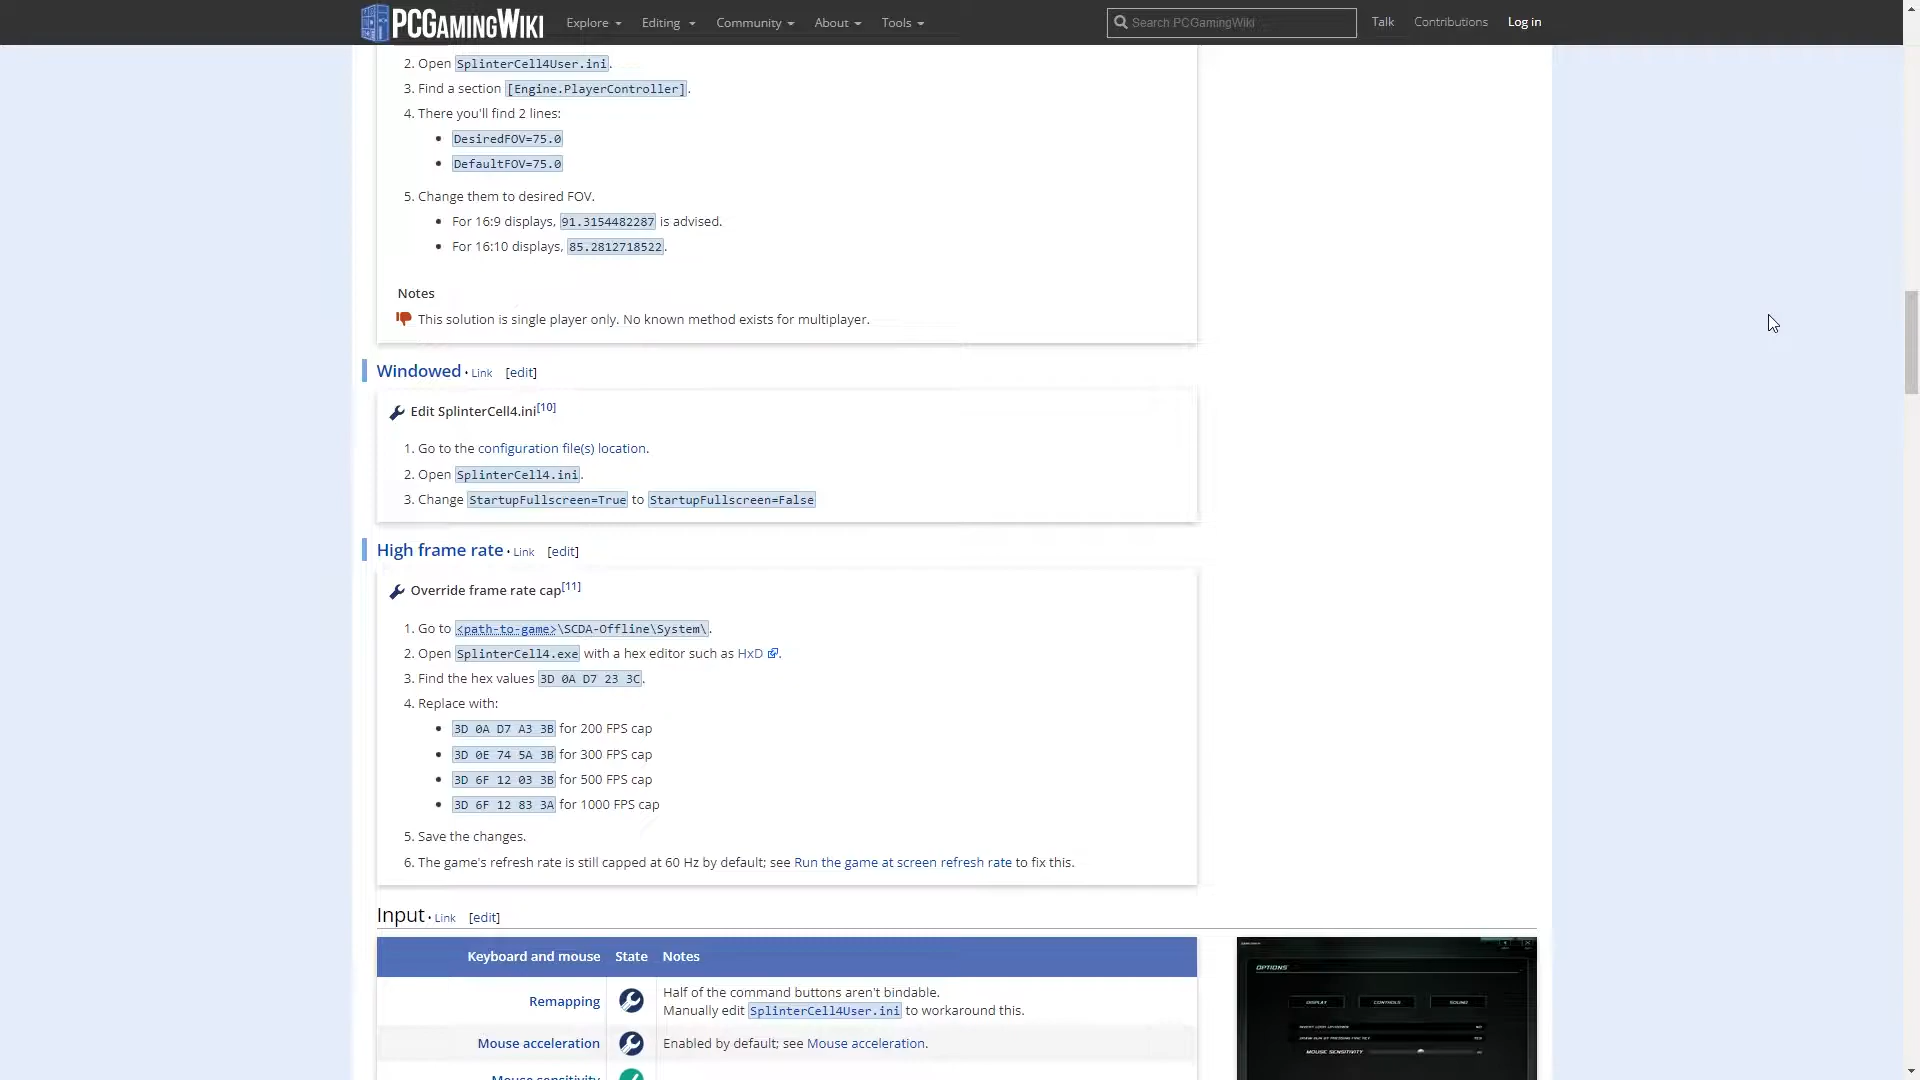 PCGAMINGWIKI Explore Editing Community About Tools Search PCGamingWiki Talk Contributions Log in
2. Open SplinterCell4User.ini.
3. Find a section [Engine.PlayerController].
4. There you'll find 2 lines:
DesiredFOV=75.0
DefaultFOV=75.0
5. Change them to desired FOV.
For 16:9 displays, 91.3154482287 is advised.
For 16:10 displays, 85.2812718522.
Notes
This solution is single player only. No known method exists for multiplayer.
Windowed • Link [edit]
Edit SplinterCell4.ini[10]
1. Go to the configuration file(s) location.
2. Open SplinterCell4.ini.
3. Change StartupFullscreen=True to StartupFullscreen=False
High frame rate • Link [edit]
Override frame rate cap[11]
1. Go to <path-to-game>\SCDA-Offline\System\.
2. Open SplinterCell4.exe with a hex editor such as HxD.
3. Find the hex values 3D 0A D7 23 3C.
4. Replace with:
3D 0A D7 A3 3B for 200 FPS cap
3D 0E 74 5A 3B for 300 FPS cap
3D 6F 12 03 3B for 500 FPS cap
3D 6F 12 83 3A for 1000 FPS cap
5. Save the changes.
6. The game's refresh rate is still capped at 60 Hz by default; see Run the game at screen refresh rate to fix this.
Input • Link [edit]
Keyboard and mouse State Notes
Remapping Half of the command buttons aren't bindable.
Manually edit SplinterCell4User.ini to workaround this.
Mouse acceleration Enabled by default; see Mouse acceleration.
Mouse sensitivity
OPTIONS
DISPLAY CONTROLS SOUND
MOUSE SENSITIVITY